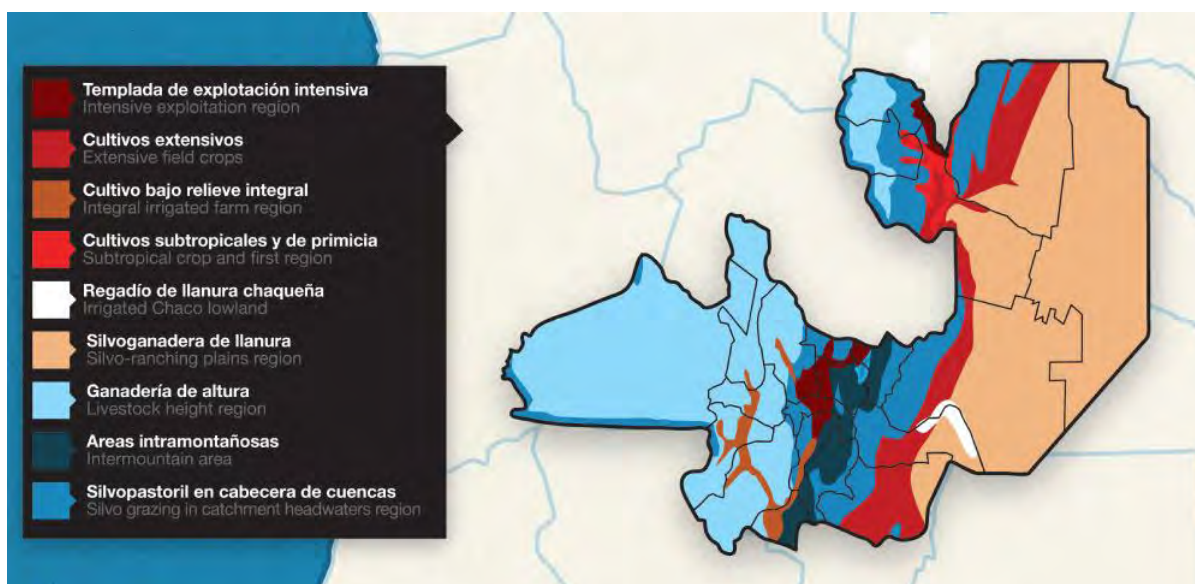 Templada de explotación intensiva
Intensive exploitation region
Cultivos extensivos
Extensive field crops
Cultivo bajo relieve integral
Integral irrigated farm region
Cultivos subtropicales y de primicia
Subtropical crop and first region
Regadío de llanura chaqueña
Irrigated Chaco lowland
Silvoganadera de llanura
Silvo-ranching plains region
Ganadería de altura
Livestock height region
Areas intramontañosas
Intermountain area
Silvopastoril en cabecera de cuencas
Silvo grazing in catchment headwaters region